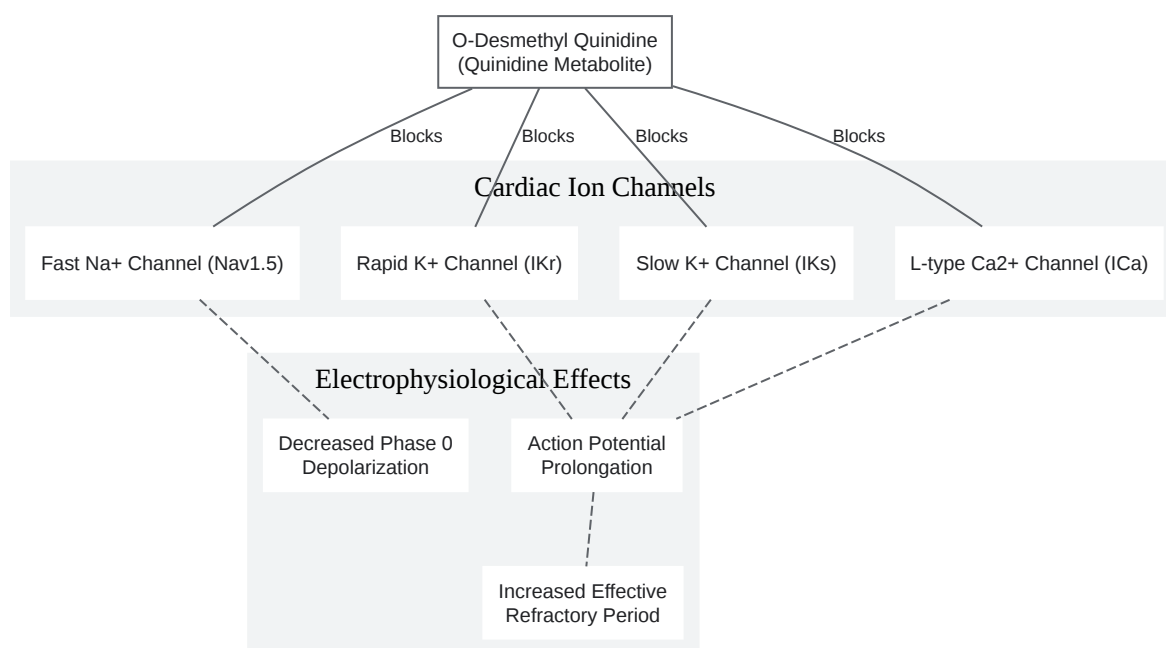 O-Desmethyl Quinidine
(Quinidine Metabolite)
Blocks
Blocks
Blocks
Blocks
Cardiac Ion Channels
Fast Na+ Channel (Nav1.5)
Rapid K+ Channel (IKr)
Slow K+ Channel (IKs)
L-type Ca2+ Channel (ICa)
Electrophysiological Effects
Decreased Phase 0
Depolarization
Action Potential
Prolongation
Increased Effective
Refractory Period